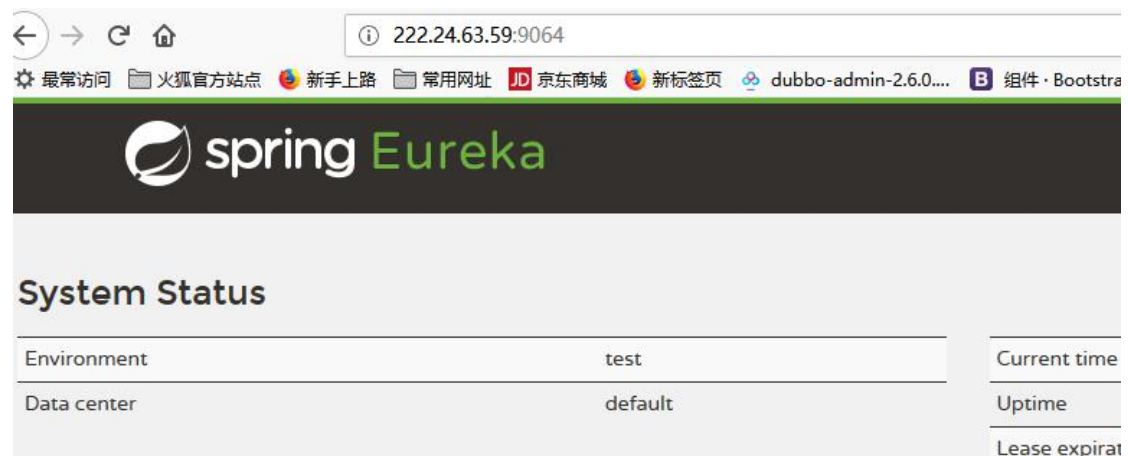 222.24.63.59:9064
最常访问 火狐官方站点 新手上路 常用网址 JD 京东商城 新标签页 dubbo-admin-2.6.0.... B 组件 · Bootstra
spring Eureka
System Status
Environment test Current time
Data center default Uptime
Lease expirat